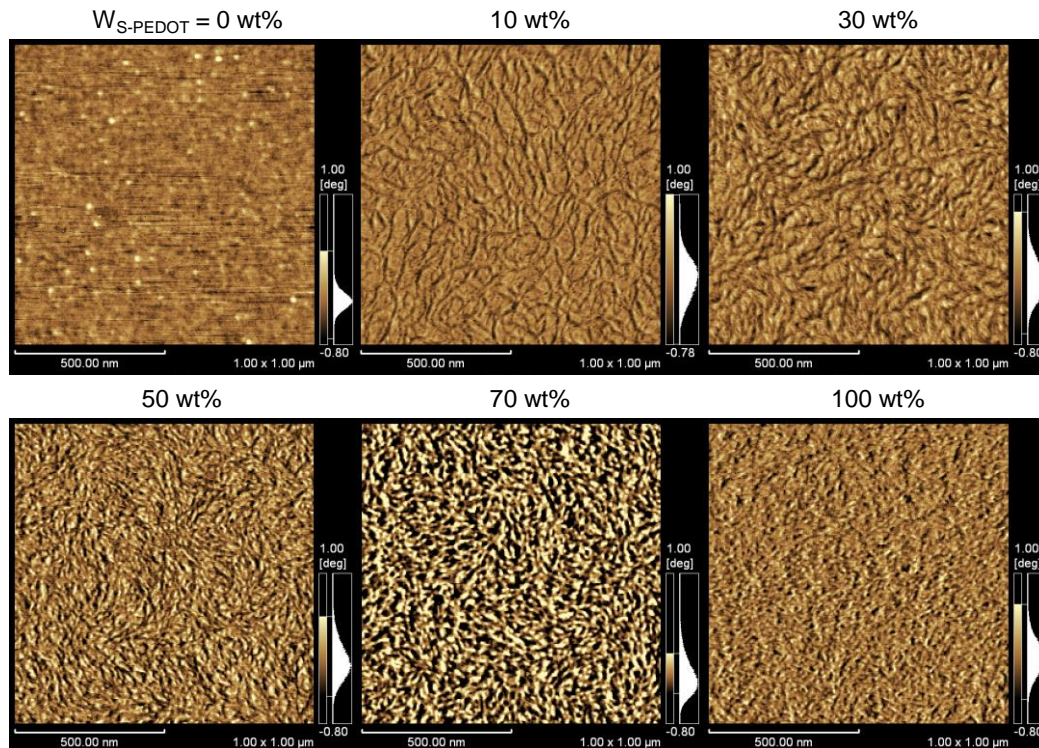 W S-PEDOT = 0 wt%
10 wt%
30 wt%
1.00
[deg]
-0.80
500.00 nm
1.00 x 1.00 µm
1.00
[deg]
-0.78
500.00 nm
1.00 x 1.00 µm
1.00
[deg]
-0.80
500.00 nm
1.00 x 1.00 µm
50 wt%
70 wt%
100 wt%
1.00
[deg]
-0.80
500.00 nm
1.00 x 1.00 µm
1.00
[deg]
-0.80
500.00 nm
1.00 x 1.00 µm
1.00
[deg]
-0.80
500.00 nm
1.00 x 1.00 µm